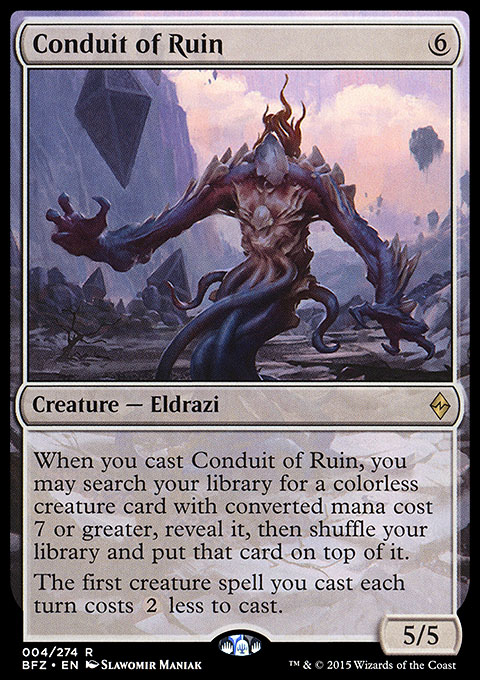 Conduit of Ruin 6
Creature — Eldrazi
When you cast Conduit of Ruin, you
may search your library for a colorless
creature card with converted mana cost
7 or greater, reveal it, then shuffle your
library and put that card on top of it.
The first creature spell you cast each
turn costs 2 less to cast.
5/5
004/274 R
BFZ • EN SLAWOMIR MANIAK
™ & © 2015 Wizards of the Coast